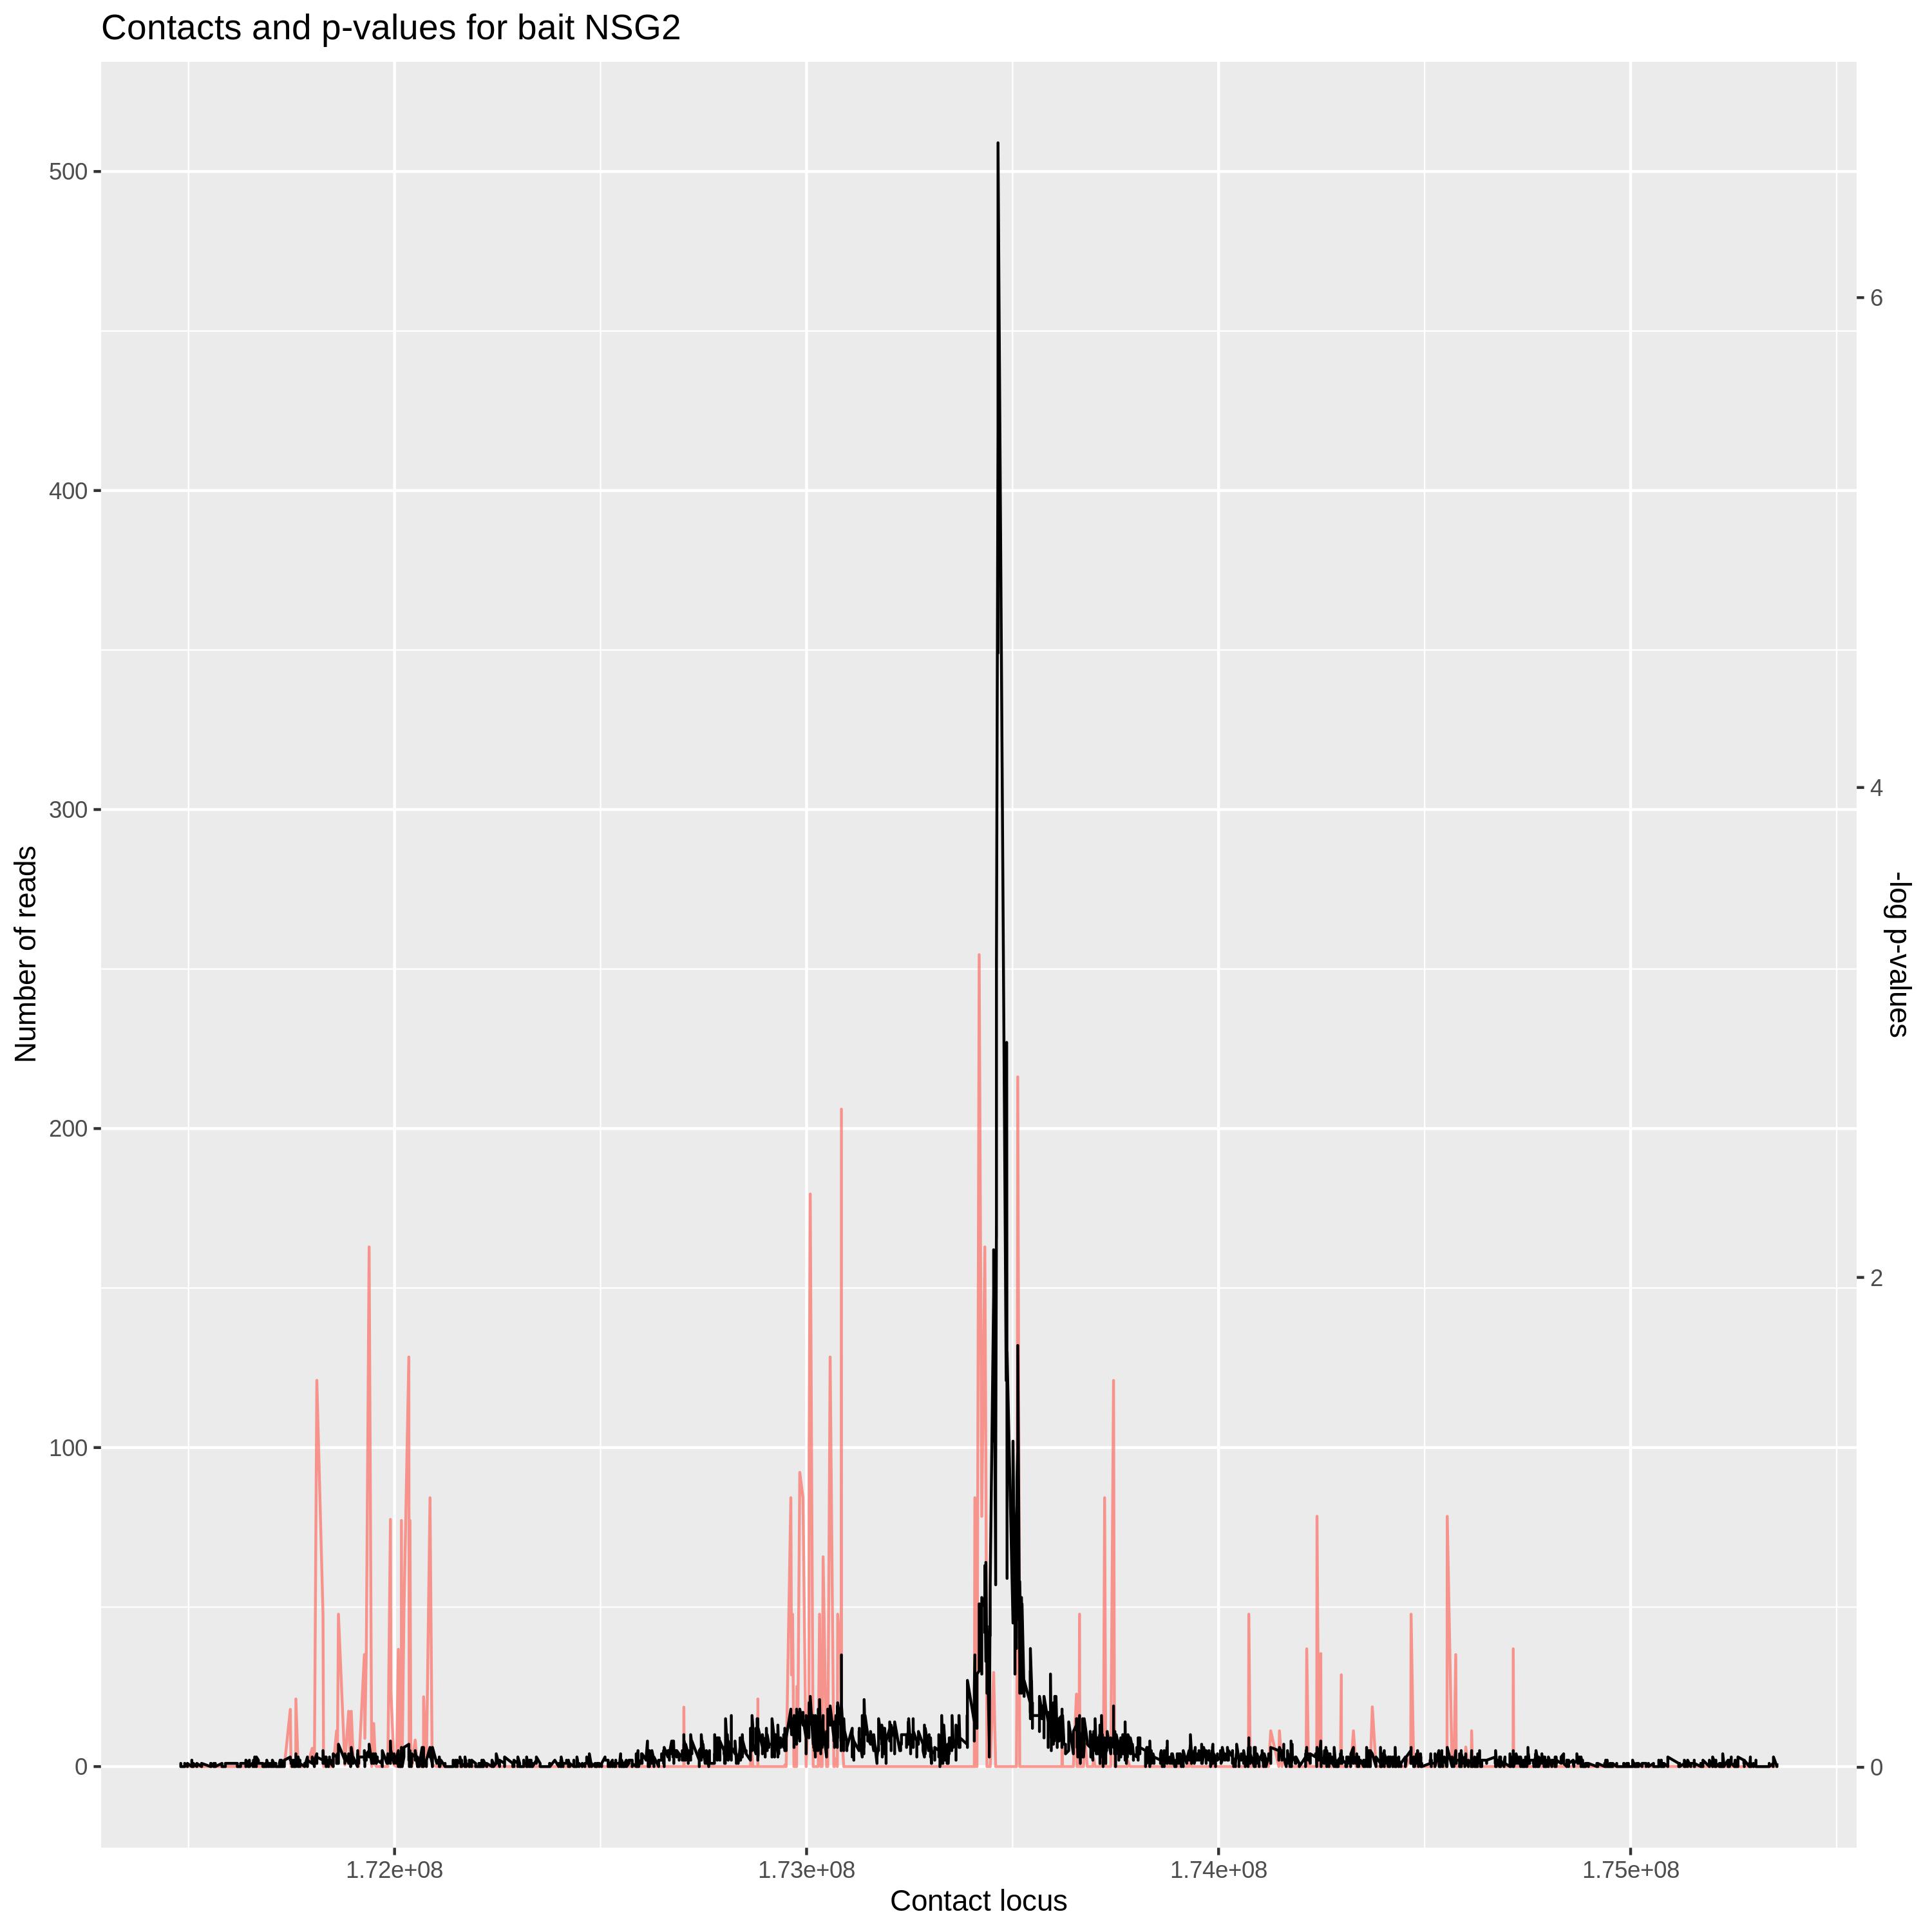 Contacts and p-values for bait NSG2
500
400
300
200
100
0
Number of reads
6
4
2
0
-log p-values
1.72e+08 1.73e+08 1.74e+08 1.75e+08
Contact locus